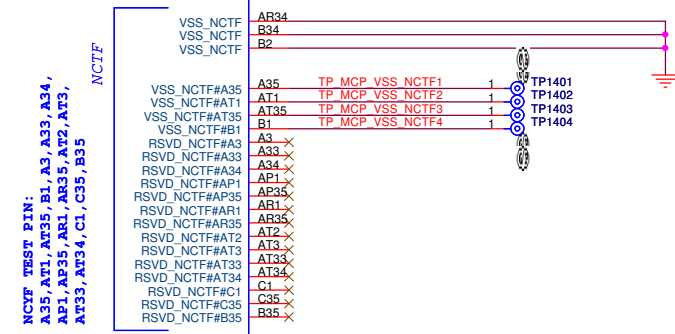 VSS_NCTF AR34
VSS_NCTF B34
VSS_NCTF B2
NCTF
VSS_NCTF#A35 A35 TP_MCP_VSS_NCTF1 1 TP1401
VSS_NCTF#AT1 AT1 TP_MCP_VSS_NCTF2 1 TP1402
VSS_NCTF#AT35 AT35 TP_MCP_VSS_NCTF3 1 TP1403
VSS_NCTF#B1 B1 TP_MCP_VSS_NCTF4 1 TP1404
RSVD_NCTF#A3 A3
RSVD_NCTF#A33 A33
RSVD_NCTF#A34 A34
RSVD_NCTF#AP1 AP1
RSVD_NCTF#AP35 AP35
RSVD_NCTF#AR1 AR1
RSVD_NCTF#AR35 AR35
RSVD_NCTF#AT2 AT2
RSVD_NCTF#AT3 AT3
RSVD_NCTF#AT33 AT33
RSVD_NCTF#AT34 AT34
RSVD_NCTF#C1 C1
RSVD_NCTF#C35 C35
RSVD_NCTF#B35 B35
NCYF TEST PIN:
A35,AT1,AT35,B1,A3,A33,A34,
AP1,AP35,AR1,AR35,AT2,AT3,
AT33,AT34,C1,C35,B35